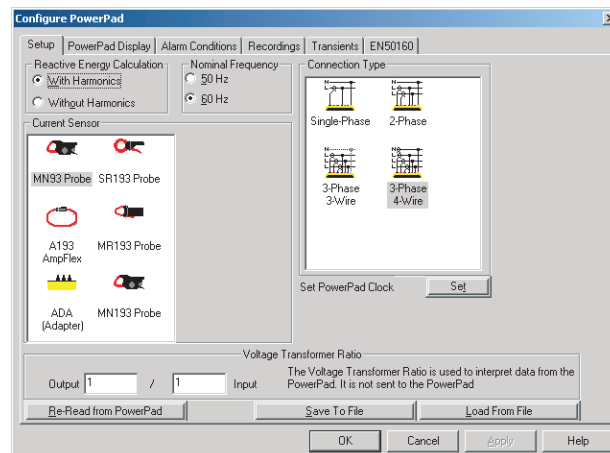 Configure PowerPad
Setup PowerPad Display Alarm Conditions Recordings Transients EN50160
Reactive Energy Calculation
With Harmonics
Without Harmonics
Nominal Frequency
50 Hz
60 Hz
Connection Type
Single-Phase 2-Phase
3-Phase
3-Wire
3-Phase
4-Wire
Current Sensor
MN93 Probe SR193 Probe
A193
AmpFlex
MR193 Probe
ADA
(Adapter)
MN193 Probe
Set PowerPad Clock Set
Voltage Transformer Ratio
Output 1 / 1 Input
The Voltage Transformer Ratio is used to interpret data from the
PowerPad. It is not sent to the PowerPad
Re-Read from PowerPad Save To File Load From File
OK Cancel Apply Help